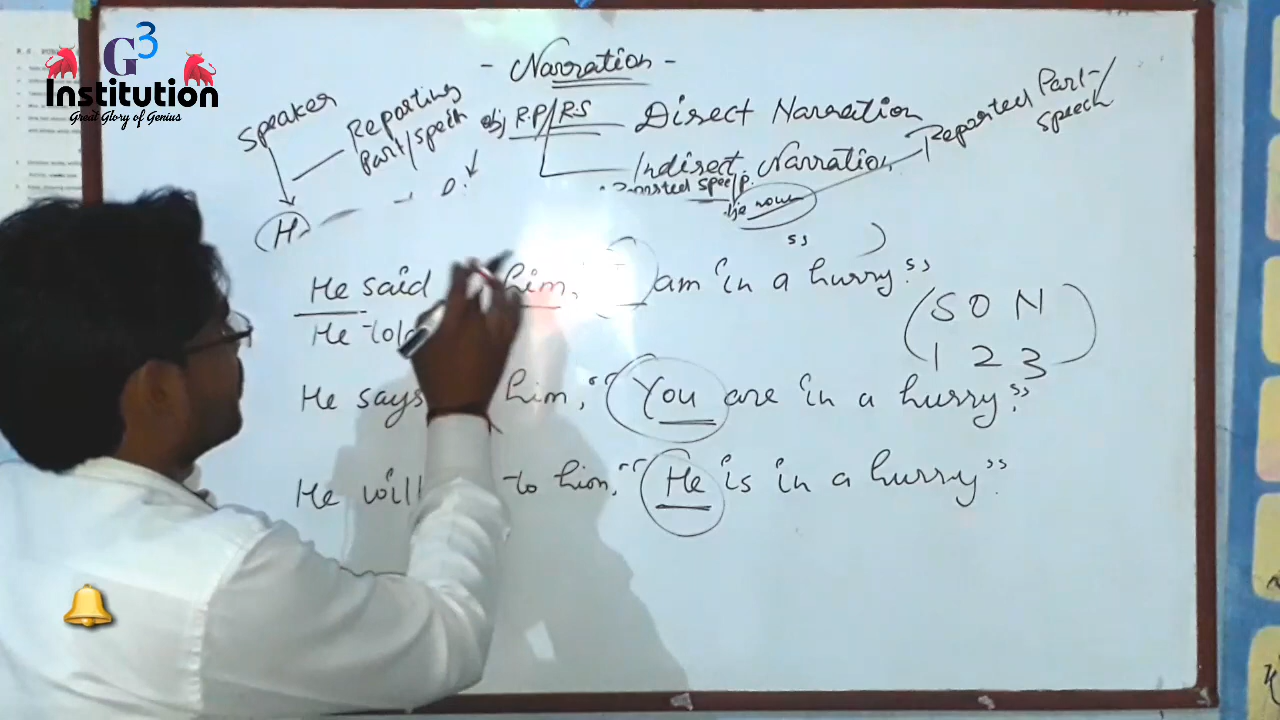 G3
Institution
Great Glory of Genius
- Narration -
Speaker
Reporting
Part/Speech
obj R.P/RS
Direct Narration
Indirect Narration
Reported Part/
Speech
He said him, am in a hurry."
He told
S O N
1 2 3
He says him, "You are in a hurry."
He will to him, "He is in a hurry".